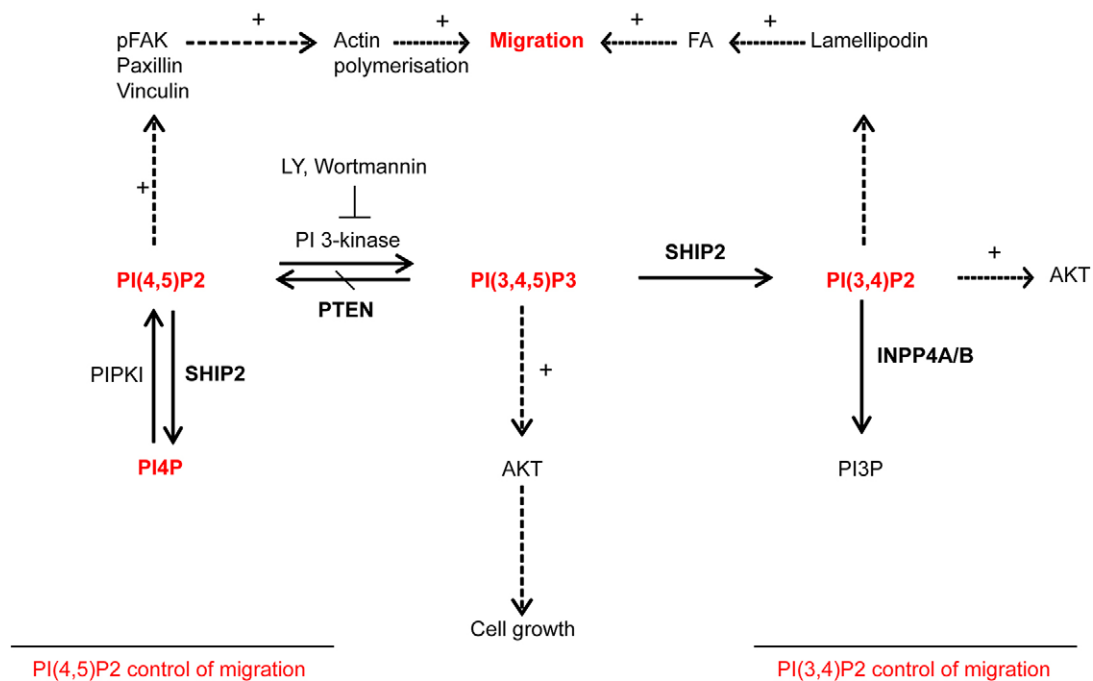 + + + +
pFAK Actin Migration FA Lamellipodin
Paxillin polymerisation
Vinculin
LY, Wortmannin
+
PI 3-kinase SHIP2 +
PI(4,5)P2 PI(3,4,5)P3 PI(3,4)P2 AKT
PTEN
PIPKI SHIP2 + INPP4A/B
PI4P AKT PI3P
Cell growth
PI(4,5)P2 control of migration PI(3,4)P2 control of migration